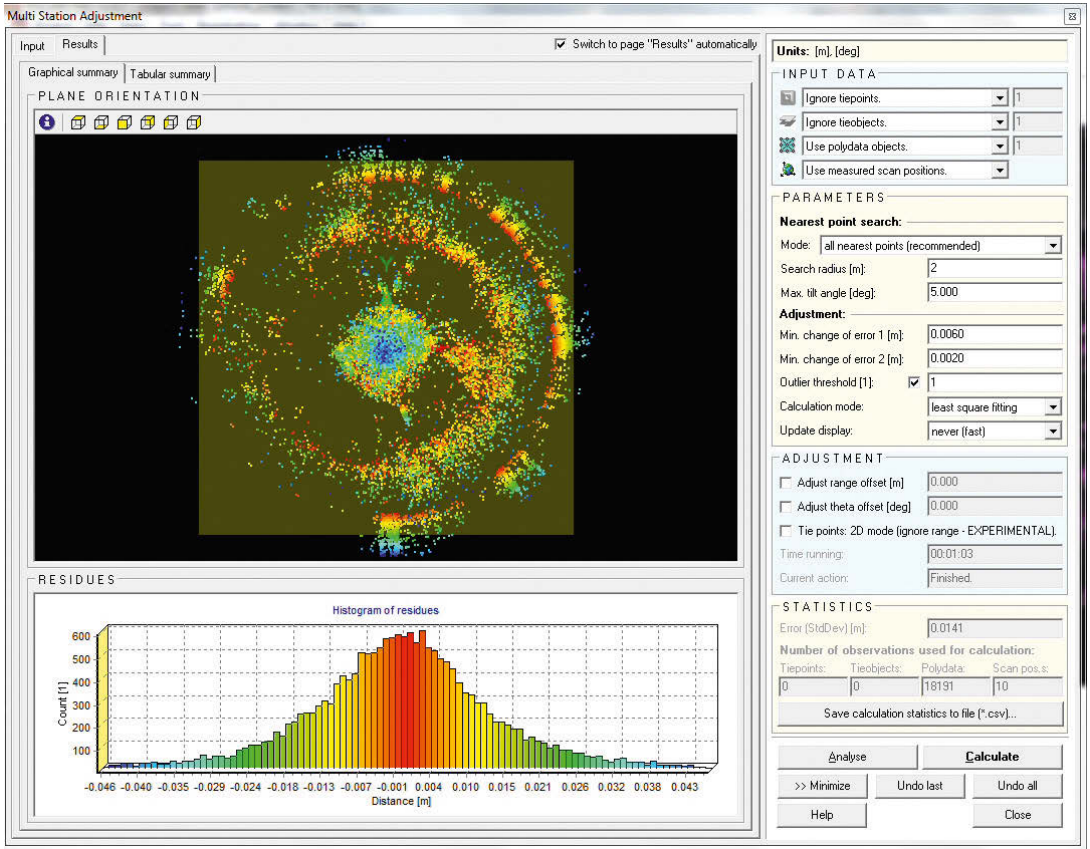 Multi Station Adjustment
Input Results
Switch to page "Results" automatically
Graphical summary Tabular summary
PLANE ORIENTATION
Y
RESIDUES
Histogram of residues
Count [1]
600
500
400
300
200
100
-0.046 -0.040 -0.035 -0.029 -0.024 -0.018 -0.013 -0.007 -0.001 0.004 0.010 0.015 0.021 0.026 0.032 0.038 0.043
Distance [m]
Units: [m], [deg]
INPUT DATA
Ignore tiepoints. 1
Ignore tieobjects. 1
Use polydata objects. 1
Use measured scan positions.
PARAMETERS
Nearest point search:
Mode: all nearest points (recommended)
Search radius [m]: 2
Max. tilt angle [deg]: 5.000
Adjustment:
Min. change of error 1 [m]: 0.0060
Min. change of error 2 [m]: 0.0020
Outlier threshold [1]: 1
Calculation mode: least square fitting
Update display: never (fast)
ADJUSTMENT
Adjust range offset [m] 0.000
Adjust theta offset [deg] 0.000
Tie points: 2D mode (ignore range - EXPERIMENTAL).
Time running: 00:01:03
Current action: Finished.
STATISTICS
Error (StdDev) [m]: 0.0141
Number of observations used for calculation:
Tiepoints: Tieobjects: Polydata: Scan pos.s:
0 0 18191 10
Save calculation statistics to file (*.csv)...
Analyse Calculate
>> Minimize Undo last Undo all
Help Close